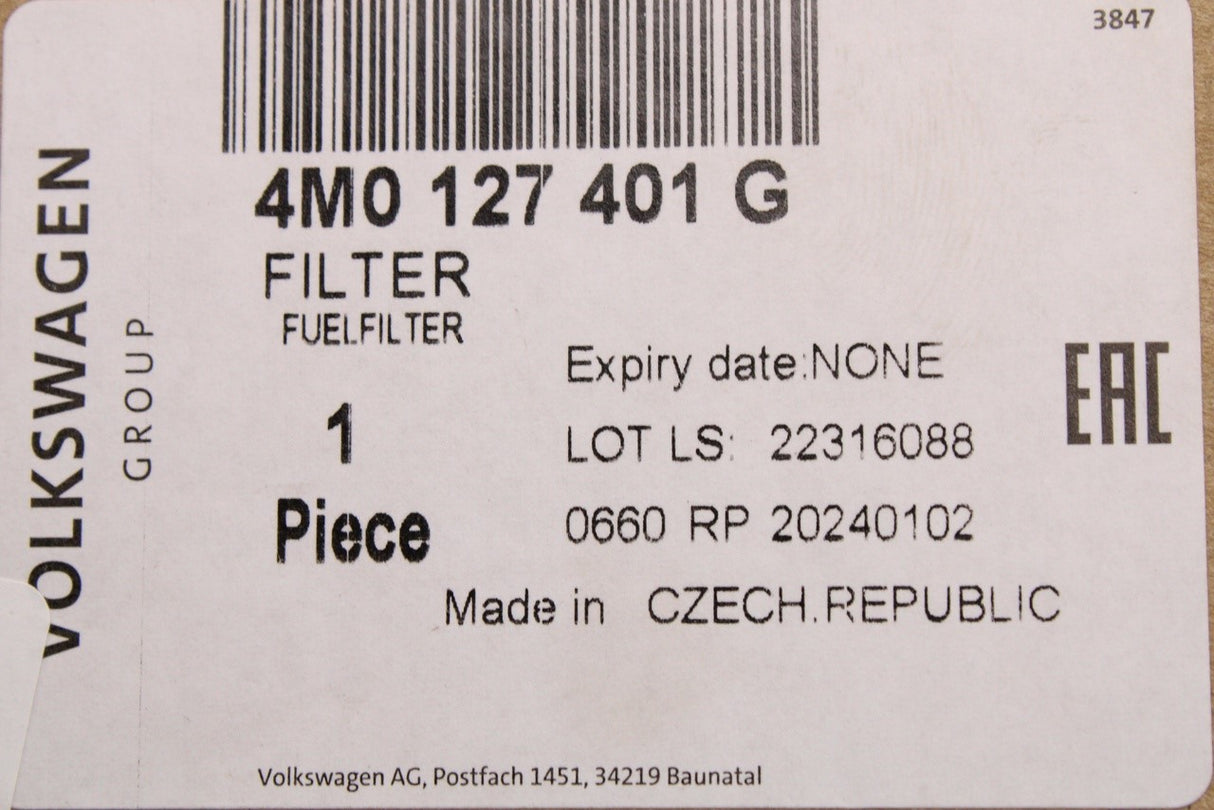 3847
4M0 127 401 G
FILTER
FUELFILTER
Expiry date:NONE
1
LOT LS: 22316088
Piece
0660 RP 20240102
Made in CZECH.REPUBLIC
EAC
VOLKSWAGEN
GROUP
Volkswagen AG, Postfach 1451, 34219 Baunatal